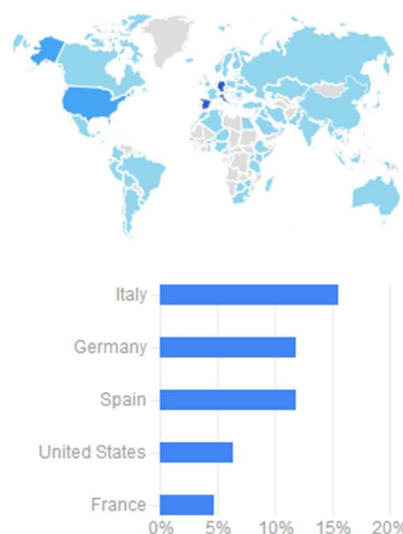 Italy
Germany
Spain
United States
France
0% 5% 10% 15% 20%